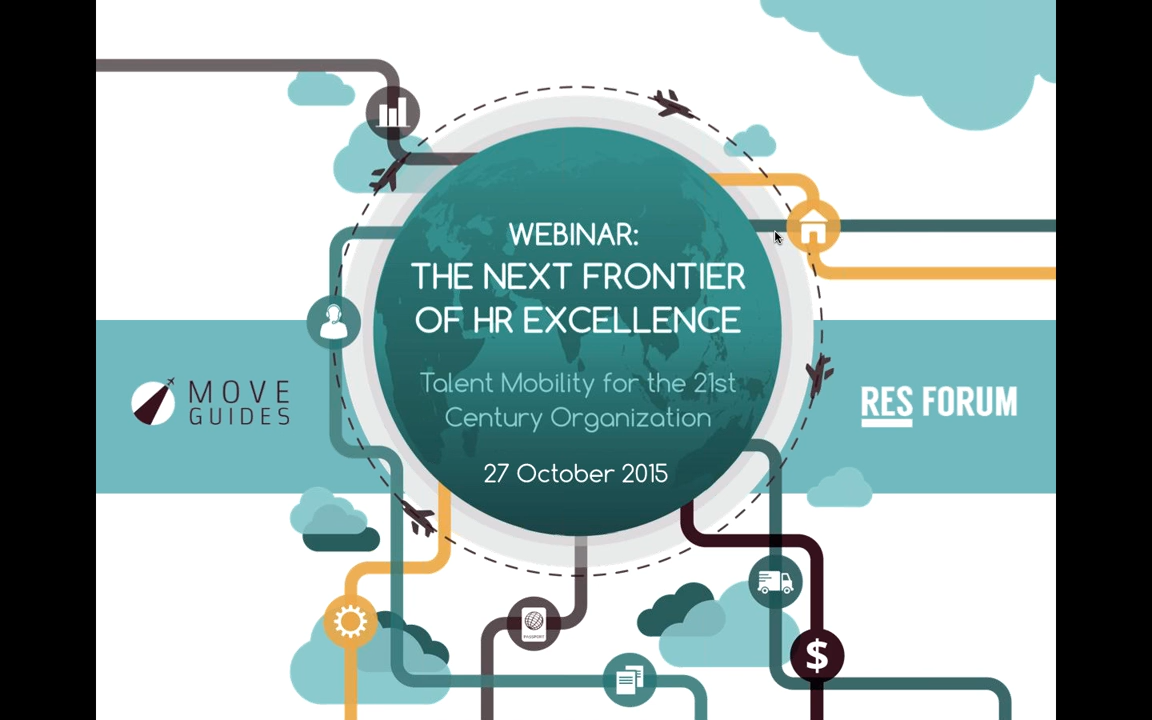 WEBINAR:
THE NEXT FRONTIER
OF HR EXCELLENCE
Talent Mobility for the 21st
Century Organization
27 October 2015
MOVE
GUIDES
RES FORUM
PASSPORT
$